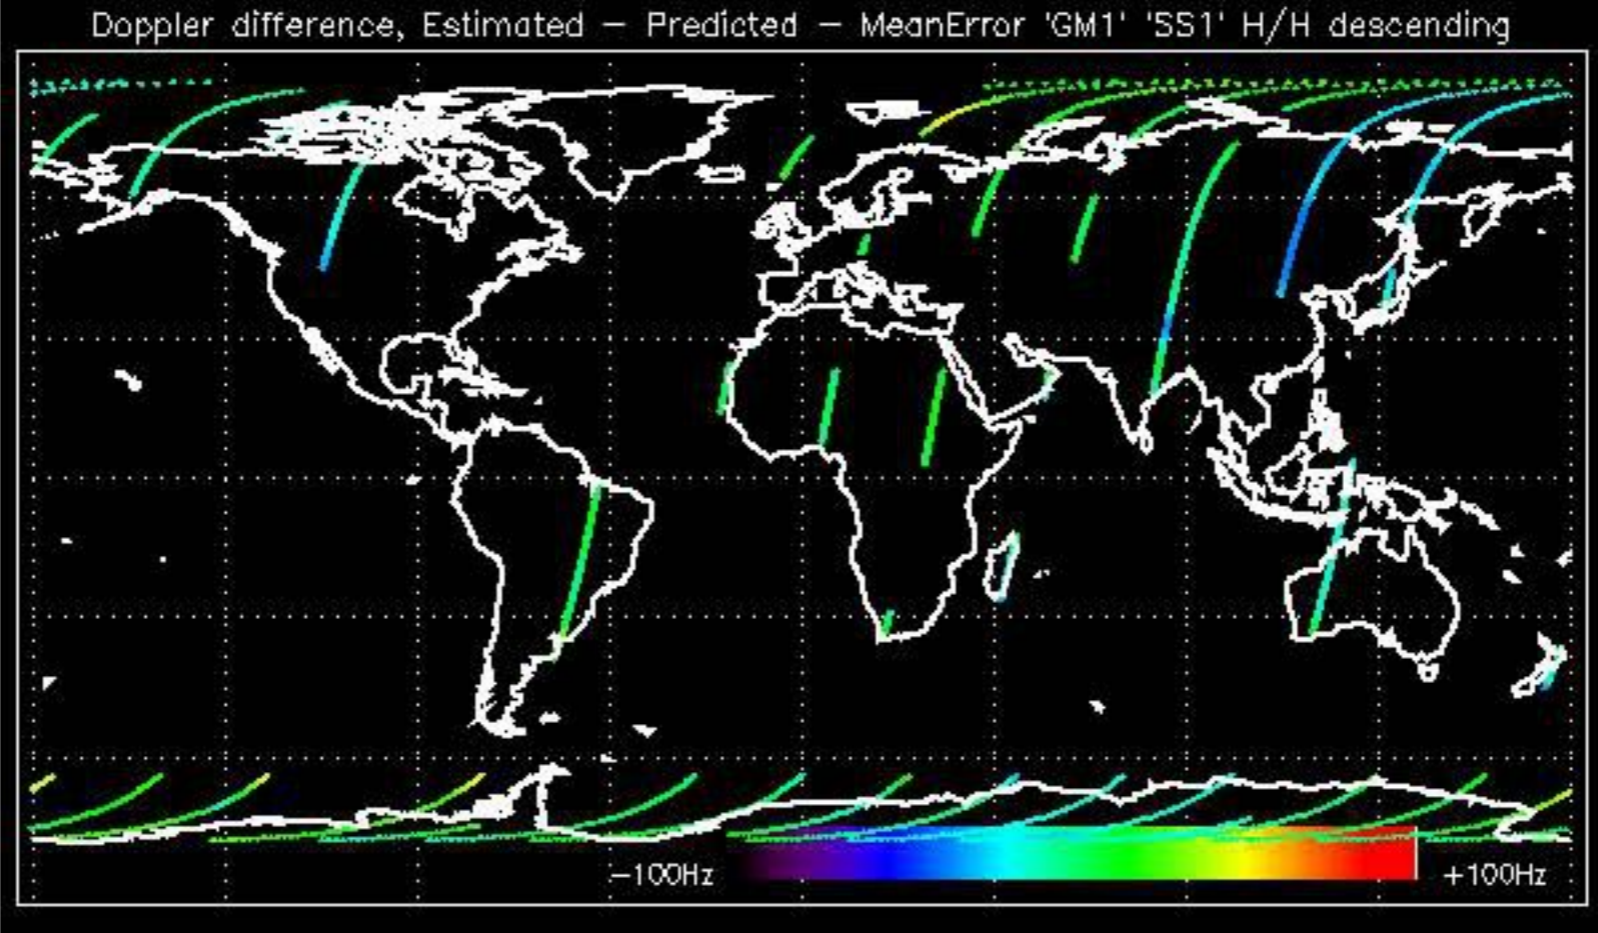 Doppler difference, Estimated − Predicted − MeanError 'GM1' 'SS1' H/H descending
−100Hz +100Hz